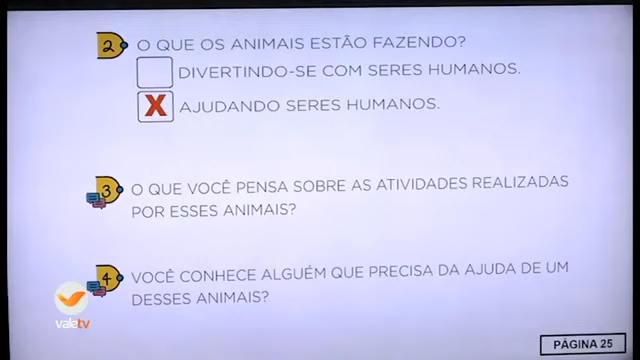 2 O QUE OS ANIMAIS ESTÃO FAZENDO?
DIVERTINDO-SE COM SERES HUMANOS.
X AJUDANDO SERES HUMANOS.
3 O QUE VOCÊ PENSA SOBRE AS ATIVIDADES REALIZADAS
POR ESSES ANIMAIS?
4 VOCÊ CONHECE ALGUÉM QUE PRECISA DA AJUDA DE UM
DESSES ANIMAIS?
valetv
PÁGINA 25